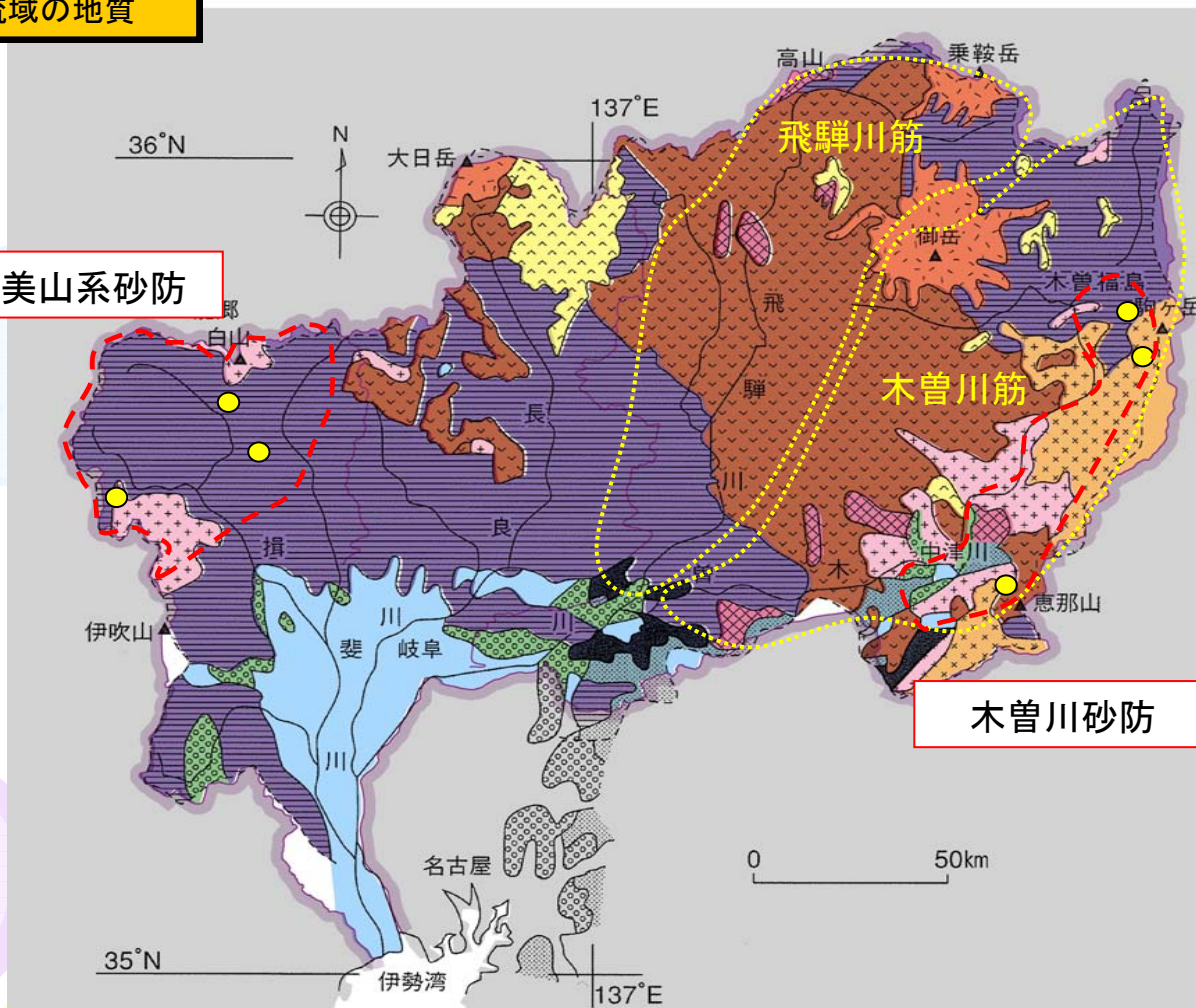 流域の地質
高山
乗鞍岳
137°E
飛騨川筋
36°N
N
大日岳
御岳
美山系砂防
郷
白山
木曽福島
駒ヶ岳
飛
騨
川
木曽川筋
長
良
川
揖
斐
川
木
曽
川
中津川
恵那山
伊吹山
岐阜
木曽川砂防
名古屋
0
50km
35°N
伊勢湾
137°E